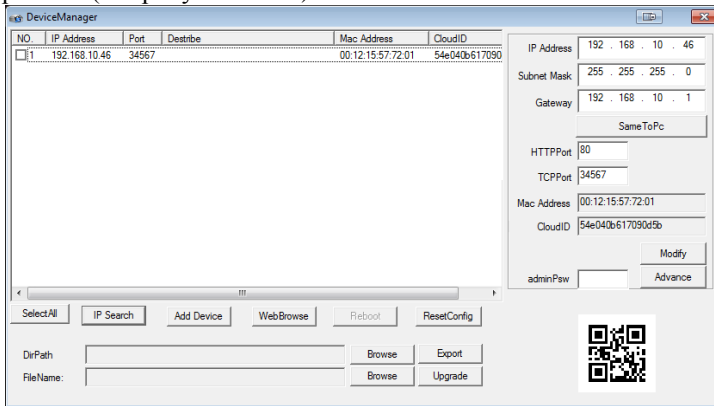 DeviceManager
NO. IP Address Port Destribe Mac Address CloudID
1 192.168.10.46 34567 00:12:15:57:72:01 54e040b617090
IP Address 192 . 168 . 10 . 46
Subnet Mask 255 . 255 . 255 . 0
Gateway 192 . 168 . 10 . 1
SameToPc
HTTPPort 80
TCPPort 34567
Mac Address 00:12:15:57:72:01
CloudID 54e040b617090d5b
Modify
adminPsw Advance
SelectAll IP Search Add Device WebBrowse Reboot ResetConfig
DirPath Browse Export
FileName: Browse Upgrade